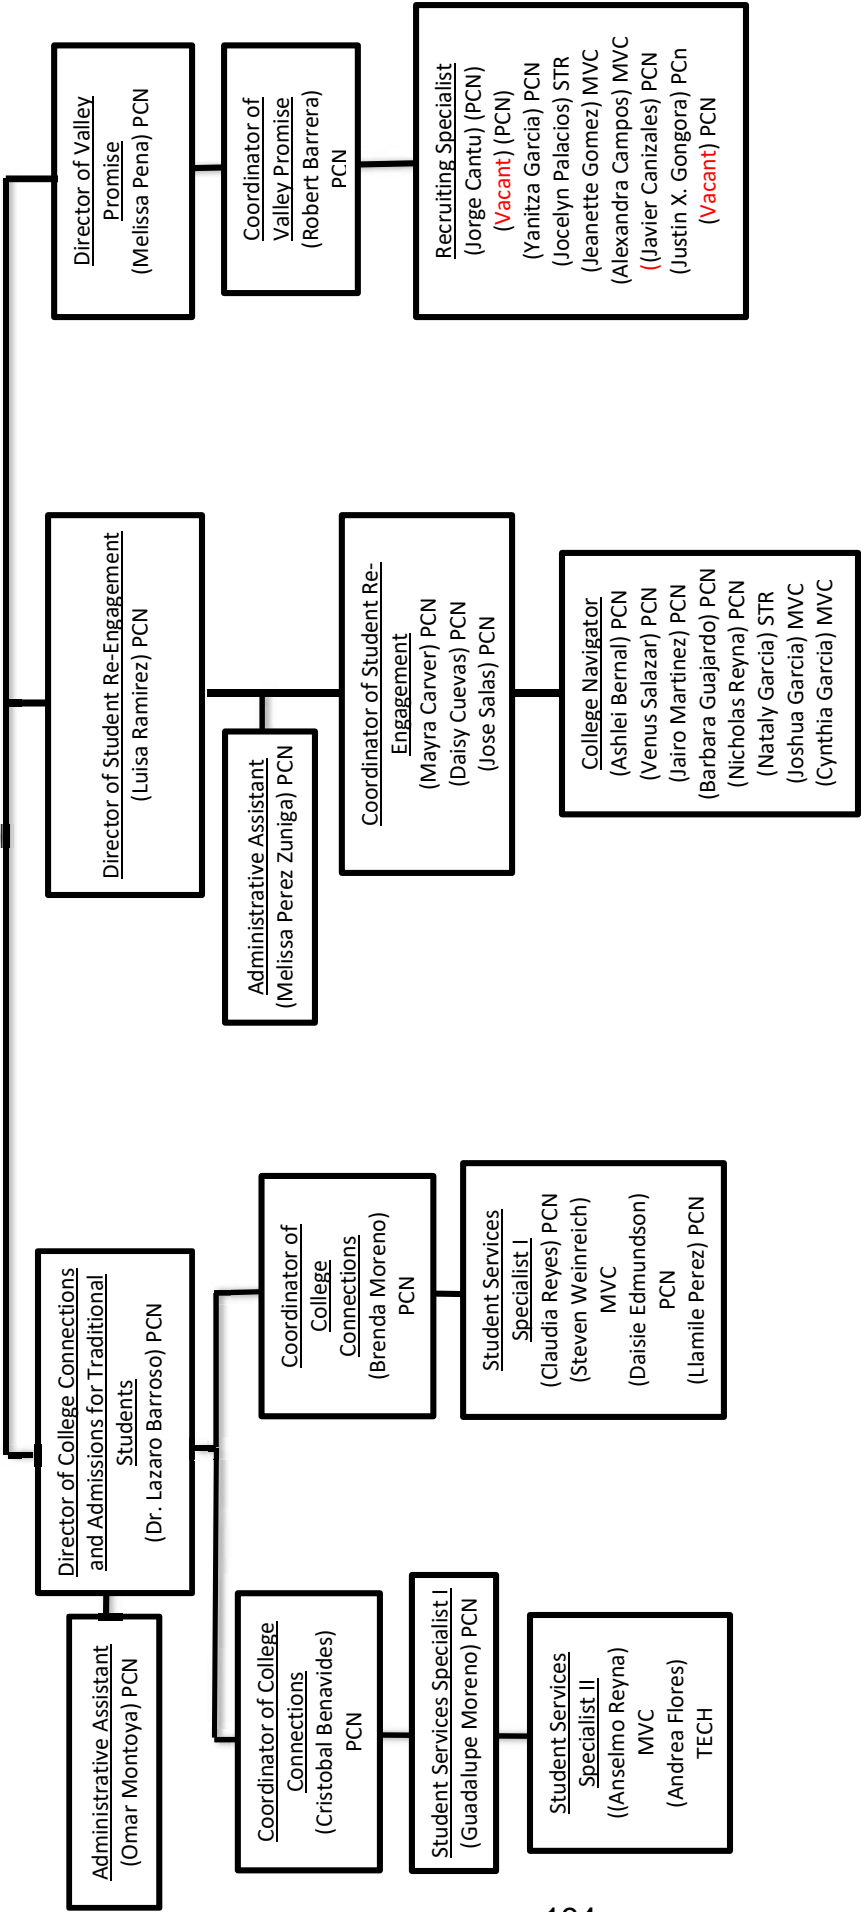 Administrative Assistant
(Omar Montoya) PCN
Director of College Connections
and Admissions for Traditional
Students
(Dr. Lazaro Barroso) PCN
Coordinator of College
Connections
(Cristobal Benavides)
PCN
Student Services Specialist I
(Guadalupe Moreno) PCN
Student Services
Specialist II
((Anselmo Reyna)
MVC
(Andrea Flores)
TECH
Coordinator of
College
Connections
(Brenda Moreno)
PCN
Student Services
Specialist I
(Claudia Reyes) PCN
(Steven Weinreich)
MVC
(Daisie Edmundson)
PCN
(Llamile Perez) PCN
Director of Student Re-Engagement
(Luisa Ramirez) PCN
Administrative Assistant
(Melissa Perez Zuniga) PCN
Coordinator of Student Re-
Engagement
(Mayra Carver) PCN
(Daisy Cuevas) PCN
(Jose Salas) PCN
College Navigator
(Ashlei Bernal) PCN
(Venus Salazar) PCN
(Jairo Martinez) PCN
(Barbara Guajardo) PCN
(Nicholas Reyna) PCN
(Nataly Garcia) STR
(Joshua Garcia) MVC
(Cynthia Garcia) MVC
Director of Valley
Promise
(Melissa Pena) PCN
Coordinator of
Valley Promise
(Robert Barrera)
PCN
Recruiting Specialist
(Jorge Cantu) (PCN)
(Vacant) (PCN)
(Yanitza Garcia) PCN
(Jocelyn Palacios) STR
(Jeanette Gomez) MVC
(Alexandra Campos) MVC
((Javier Canizales) PCN
(Justin X. Gongora) PCn
(Vacant) PCN